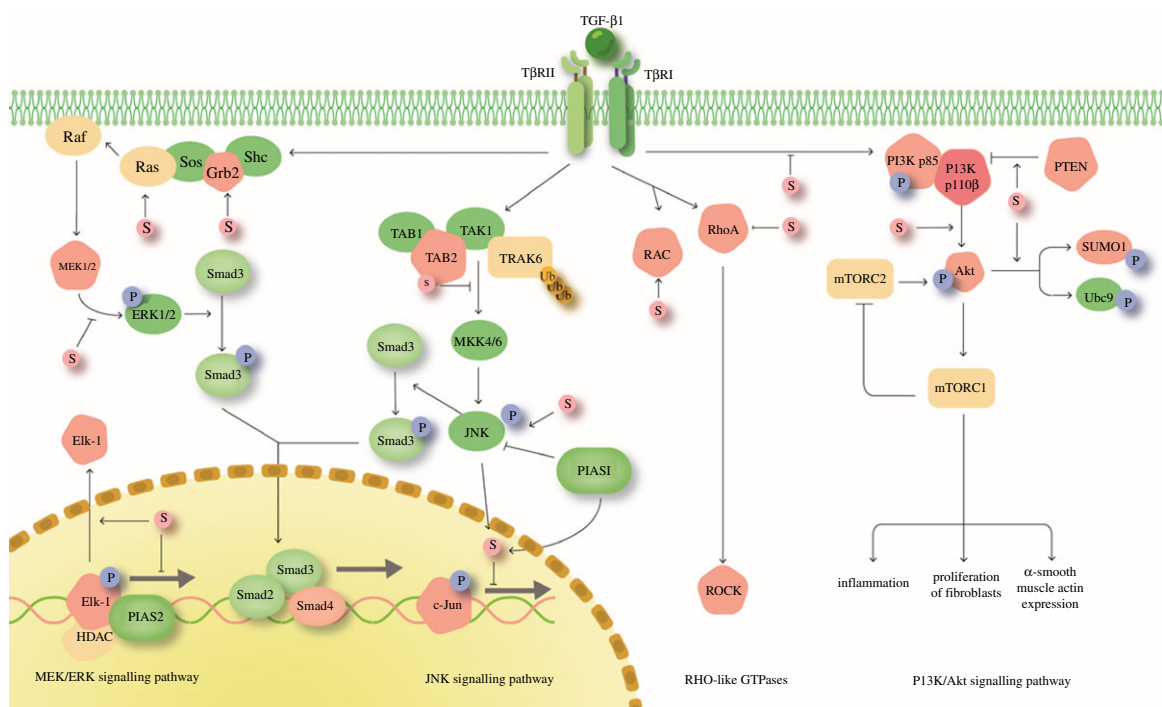 TGF-β1
TβRII
TβRI
Raf
Ras
Sos
Grb2
Shc
S
S
MEK1/2
P
ERK1/2
S
Smad3
Smad3
P
TAB1
TAK1
TAB2
TRAK6
S
Ub
Ub
Ub
MKK4/6
Smad3
Smad3
P
JNK
P
S
PIASI
RAC
S
RhoA
S
S
ROCK
PI3K p85
P
P13K
p110β
PTEN
S
S
mTORC2
P
Akt
SUMO1
P
Ubc9
P
mTORC1
inflammation
proliferation
of fibroblasts
α-smooth
muscle actin
expression
Elk-1
S
P
Elk-1
PIAS2
HDAC
Smad3
Smad2
Smad4
S
P
c-Jun
MEK/ERK signalling pathway
JNK signalling pathway
RHO-like GTPases
P13K/Akt signalling pathway